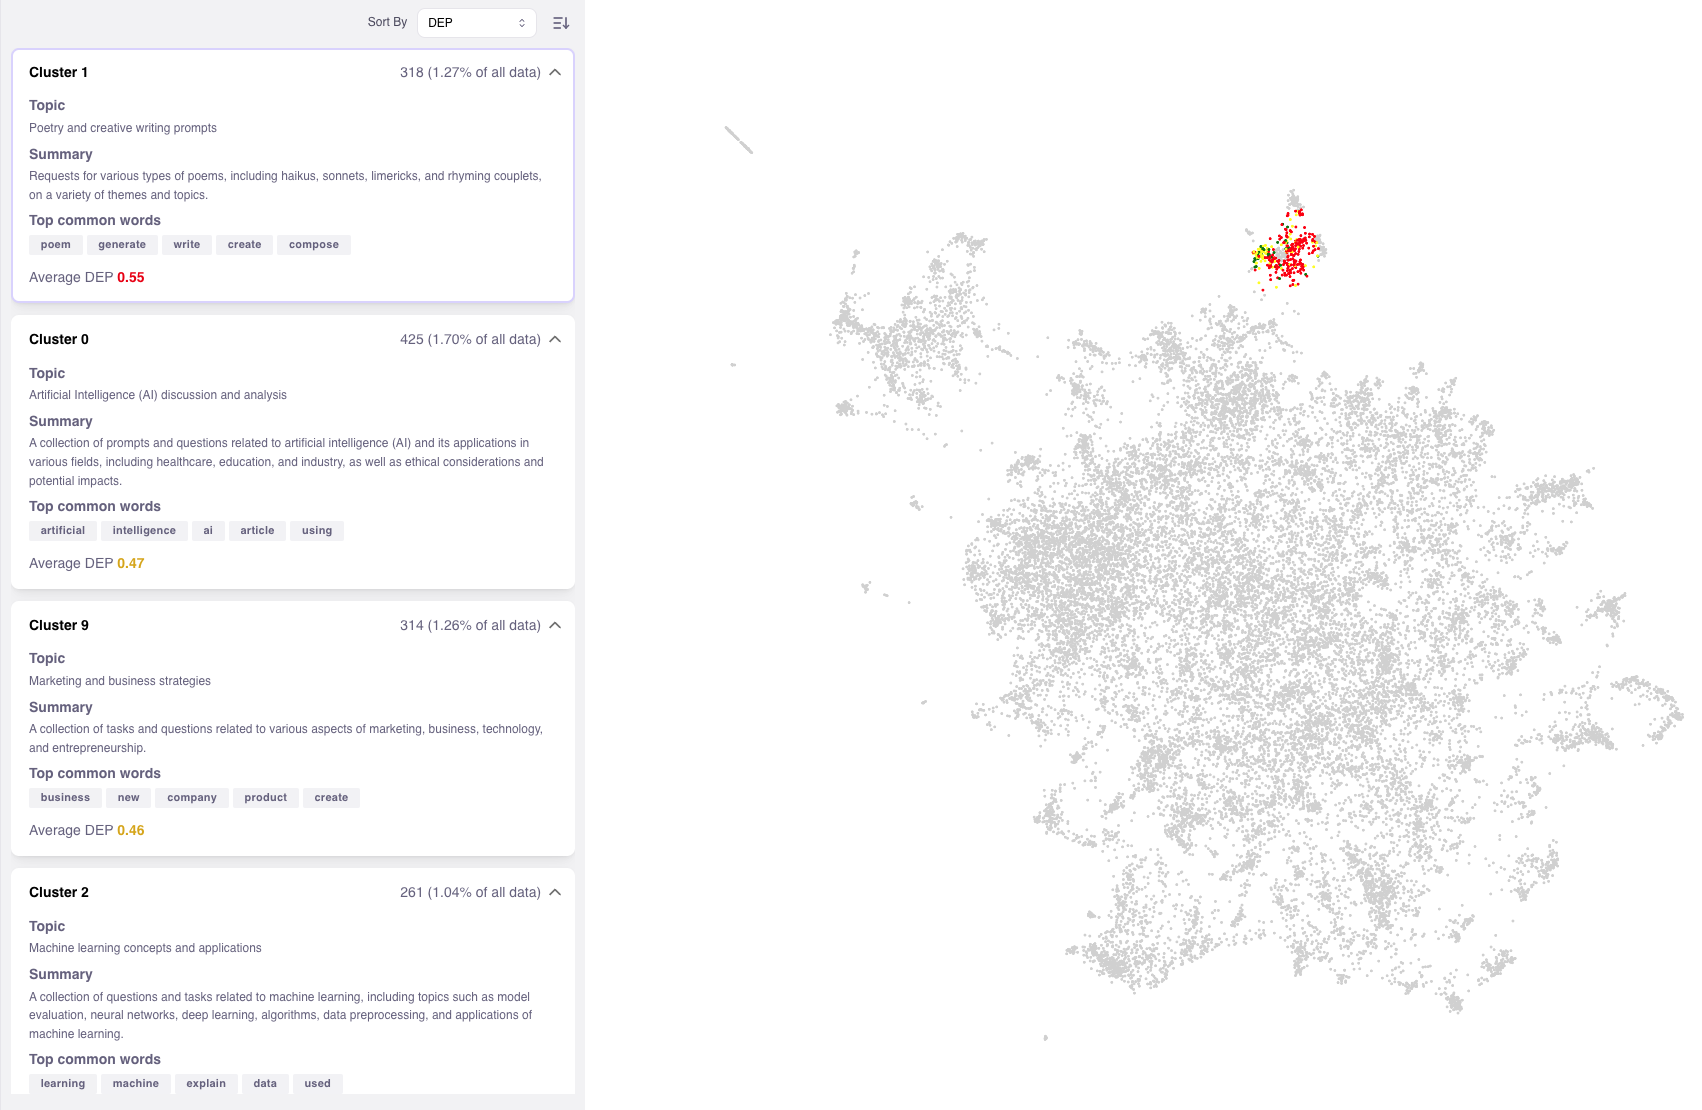 Sort By DEP
Cluster 1 318 (1.27% of all data)
Topic
Poetry and creative writing prompts
Summary
Requests for various types of poems, including haikus, sonnets, limericks, and rhyming couplets,
on a variety of themes and topics.
Top common words
poem generate write create compose
Average DEP 0.55
Cluster 0 425 (1.70% of all data)
Topic
Artificial Intelligence (AI) discussion and analysis
Summary
A collection of prompts and questions related to artificial intelligence (AI) and its applications in
various fields, including healthcare, education, and industry, as well as ethical considerations and
potential impacts.
Top common words
artificial intelligence ai article using
Average DEP 0.47
Cluster 9 314 (1.26% of all data)
Topic
Marketing and business strategies
Summary
A collection of tasks and questions related to various aspects of marketing, business, technology,
and entrepreneurship.
Top common words
business new company product create
Average DEP 0.46
Cluster 2 261 (1.04% of all data)
Topic
Machine learning concepts and applications
Summary
A collection of questions and tasks related to machine learning, including topics such as model
evaluation, neural networks, deep learning, algorithms, data preprocessing, and applications of
machine learning.
Top common words
learning machine explain data used